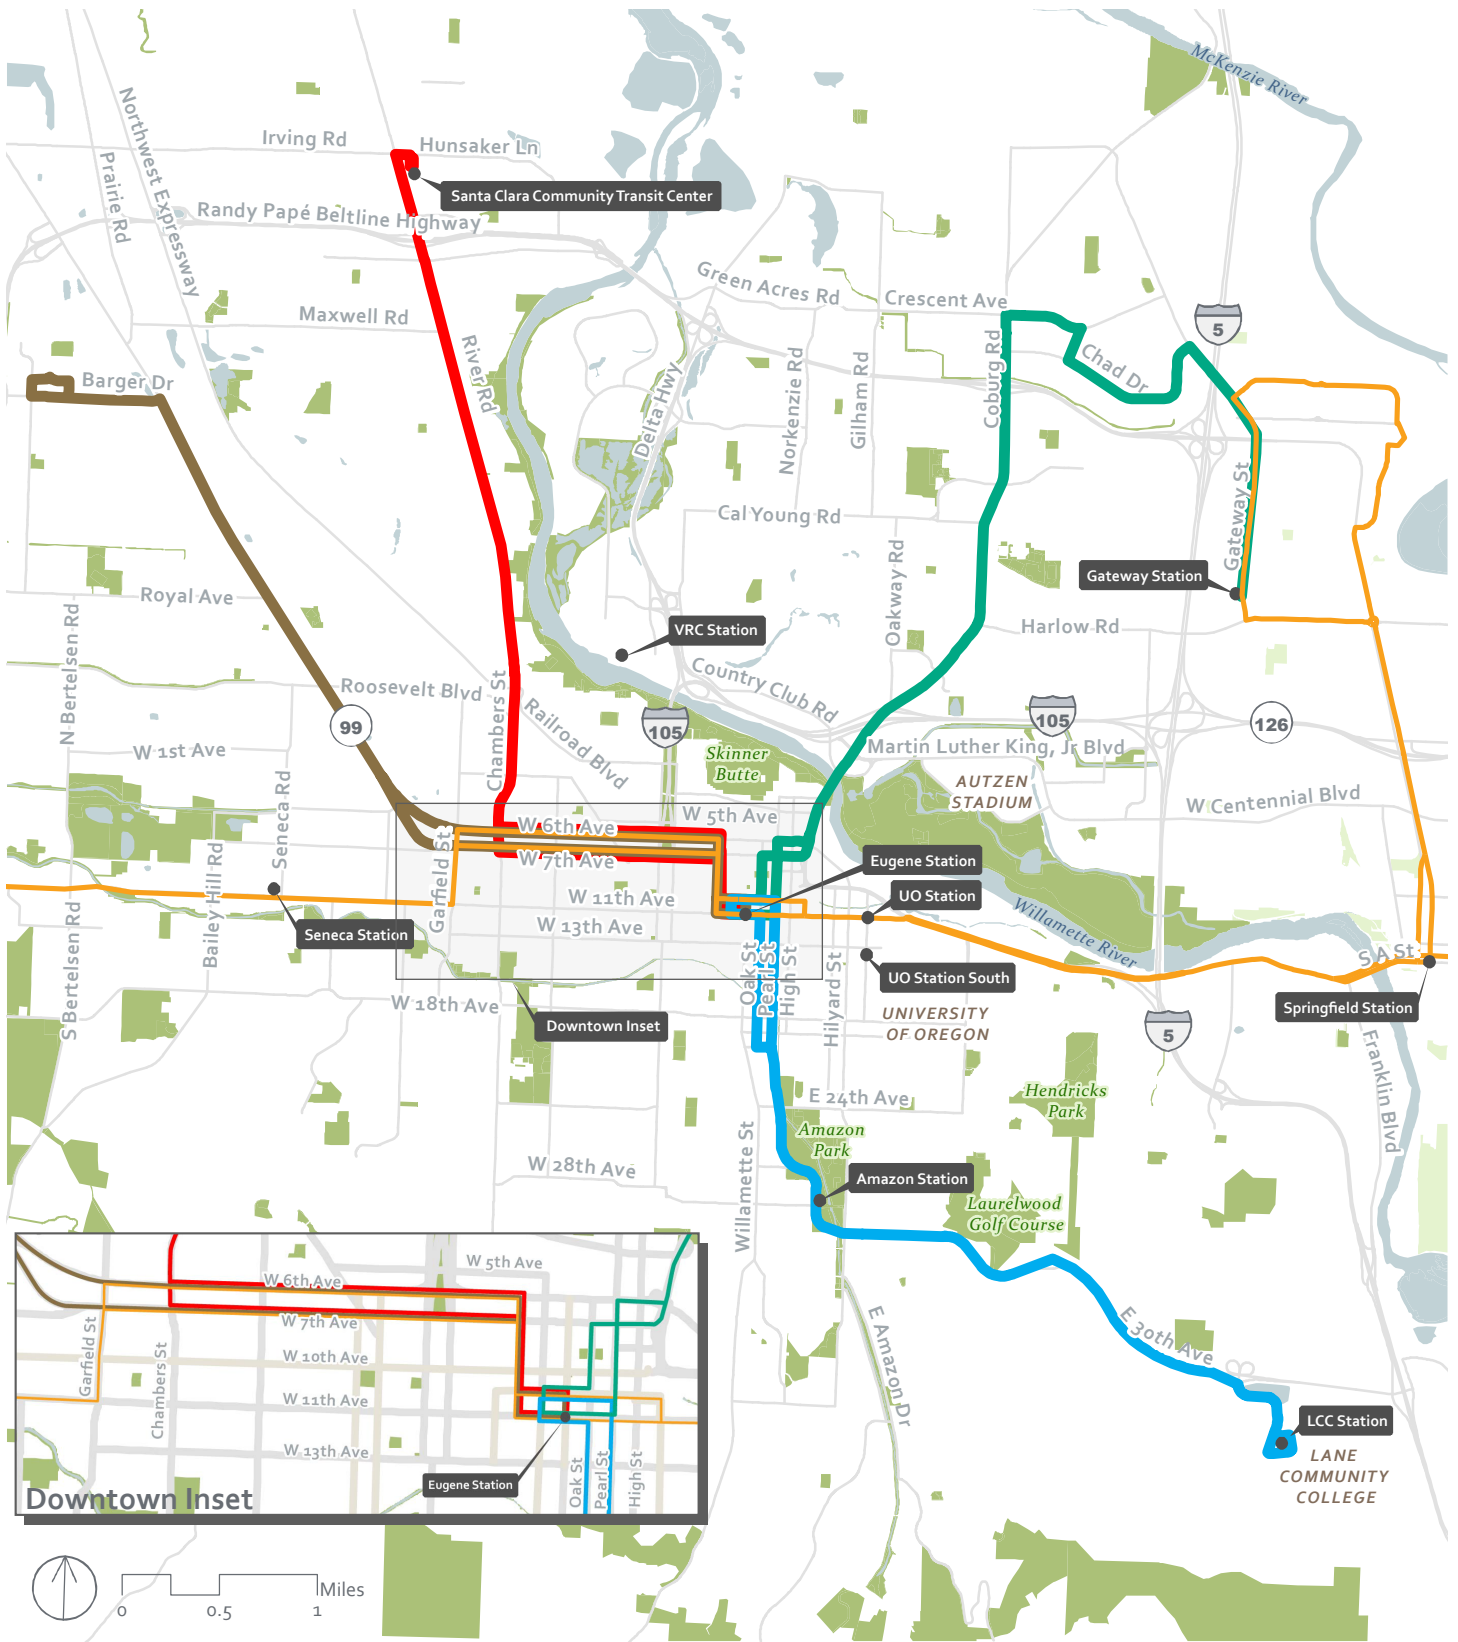 McKenzie River
Northwest Expressway
Irving Rd
Hunsaker Ln
Prairie Rd
Santa Clara Community Transit Center
Randy Papé Beltline Highway
Green Acres Rd
Crescent Ave
Maxwell Rd
5
River Rd
Coburg Rd
Chad Dr
Barger Dr
Delta Hwy
Norkenzie Rd
Gilham Rd
Gateway St
Cal Young Rd
Oakway Rd
Gateway Station
Royal Ave
N Bertelsen Rd
VRC Station
Harlow Rd
Roosevelt Blvd
Chambers St
Country Club Rd
Railroad Blvd
99
105
105
126
W 1st Ave
Skinner
Butte
Martin Luther King, Jr Blvd
AUTZEN
STADIUM
Seneca Rd
W Centennial Blvd
W 5th Ave
W 6th Ave
W 7th Ave
Garfield St
Bailey Hill Rd
Eugene Station
UO Station
W 11th Ave
W 13th Ave
Seneca Station
S Bertelsen Rd
Willamette River
S A St
Oak St
Pearl St
High St
Hilyard St
UO Station South
Springfield Station
W 18th Ave
Downtown Inset
UNIVERSITY
OF OREGON
5
Franklin Blvd
Hendricks
Park
E 24th Ave
Amazon
Park
Willamette St
W 28th Ave
Amazon Station
Laurelwood
Golf Course
E Amazon Dr
E 30th Ave
LCC Station
LANE
COMMUNITY
COLLEGE
W 5th Ave
W 6th Ave
W 7th Ave
Garfield St
Chambers St
W 10th Ave
W 11th Ave
W 13th Ave
Eugene Station
Oak St
Pearl St
High St
Downtown Inset
Miles
0
0.5
1